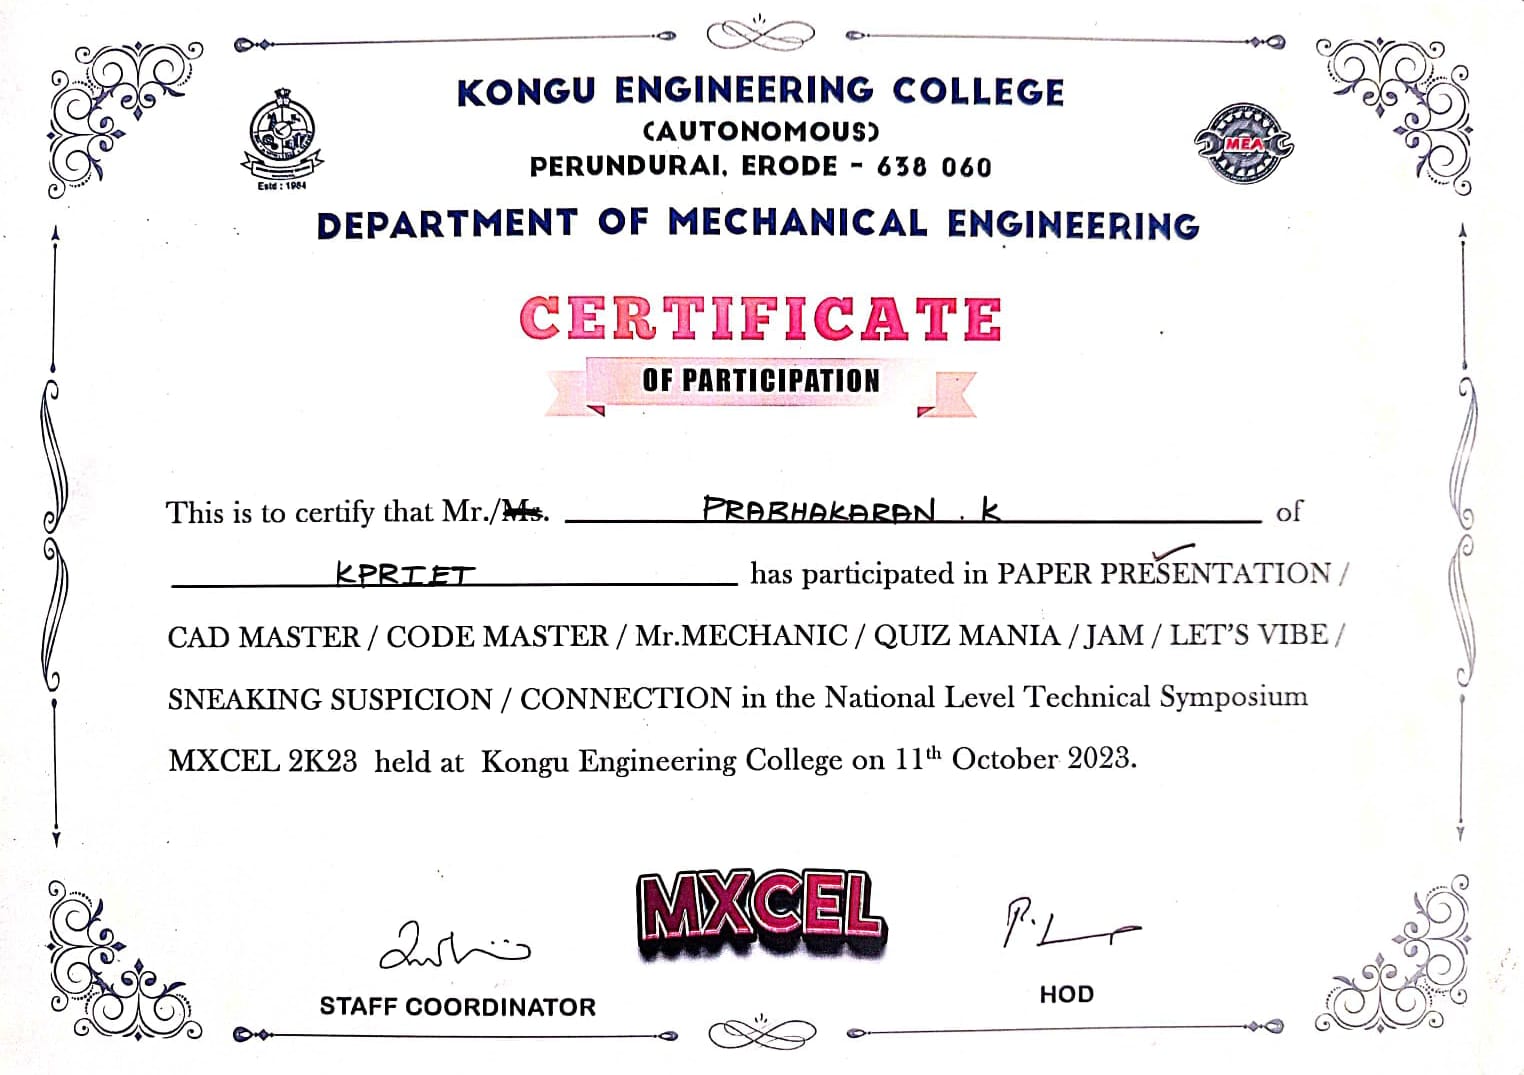 KONGU ENGINEERING COLLEGE
(AUTONOMOUS)
PERUNDURAI, ERODE - 638 060
Estd : 1984
MEA
DEPARTMENT OF MECHANICAL ENGINEERING
CERTIFICATE
OF PARTICIPATION
This is to certify that Mr./Ms. PRABHAKARAN . K of
KPRIET has participated in PAPER PRESENTATION /
CAD MASTER / CODE MASTER / Mr.MECHANIC / QUIZ MANIA / JAM / LET'S VIBE /
SNEAKING SUSPICION / CONNECTION in the National Level Technical Symposium
MXCEL 2K23 held at Kongu Engineering College on 11th October 2023.
MXCEL
STAFF COORDINATOR
HOD